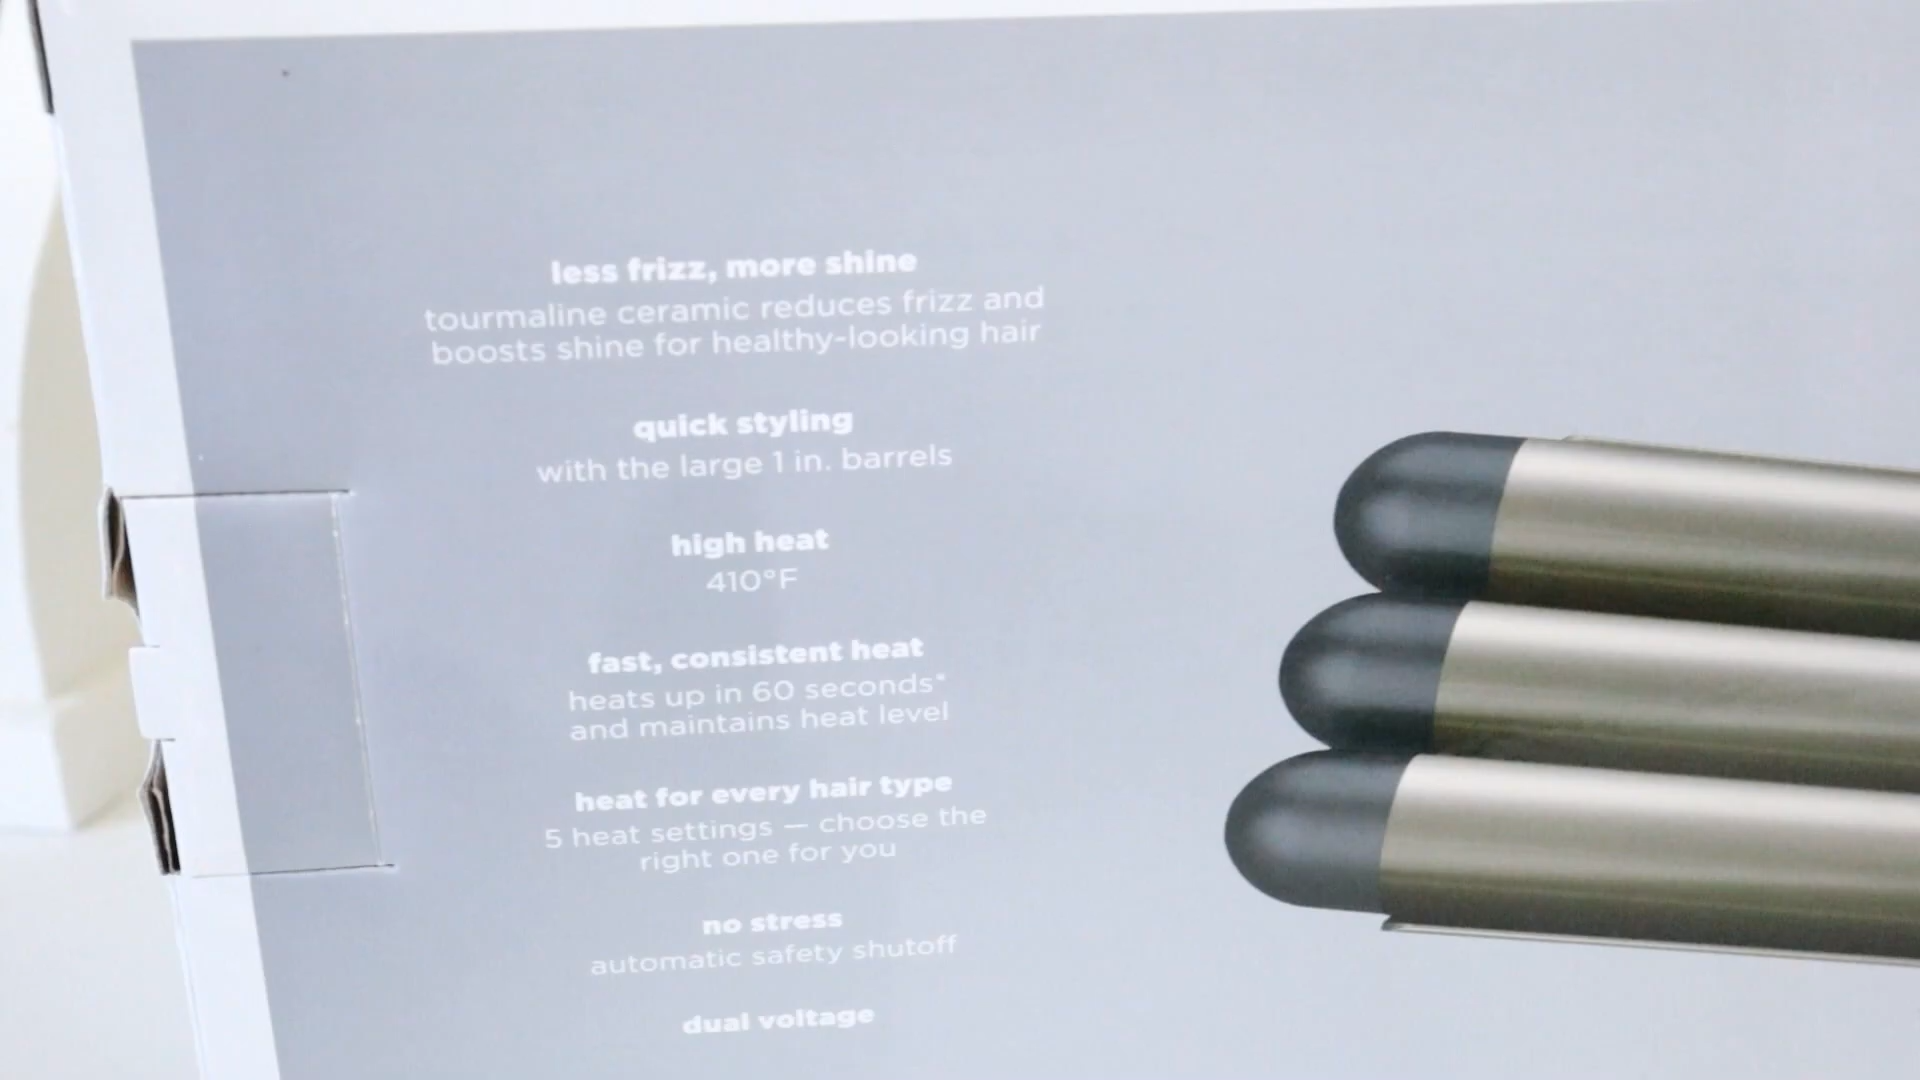 less frizz, more shine
tourmaline ceramic reduces frizz and
boosts shine for healthy-looking hair
quick styling
with the large 1 in. barrels
high heat
410°F
fast, consistent heat
heats up in 60 seconds*
and maintains heat level
heat for every hair type
5 heat settings — choose the
right one for you
no stress
automatic safety shutoff
dual voltage